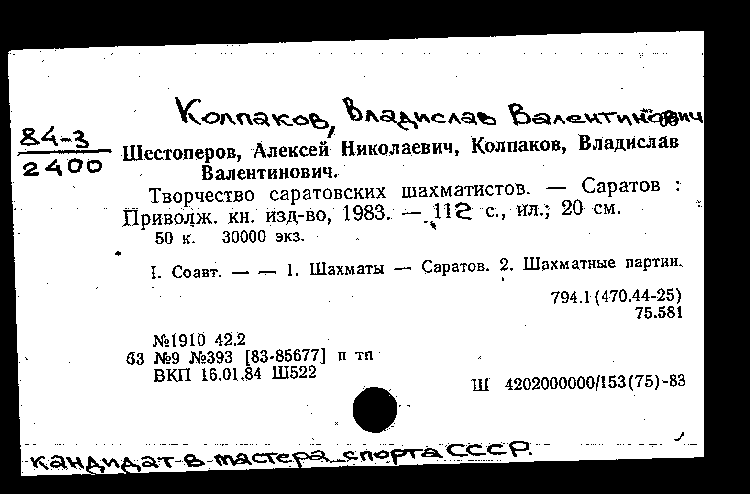 Колпаков, Владислав Валентинович
84-3
2400
Шестоперов, Алексей Николаевич, Колпаков, Владислав
Валентинович.
Творчество саратовских шахматистов. — Саратов :
Приволж. кн. изд-во, 1983. — 112 с., ил.; 20 см.
50 к. 30000 экз.
I. Соавт. — — 1. Шахматы — Саратов. 2. Шахматные партии.
794.1(470.44-25)
75.581
№1910 42.2
63 №9 №393 [83-85677] п тп
ВКП 16.01.84 Ш522
Ш 4202000000/153(75)-83
кандидат в мастера спорта СССР.